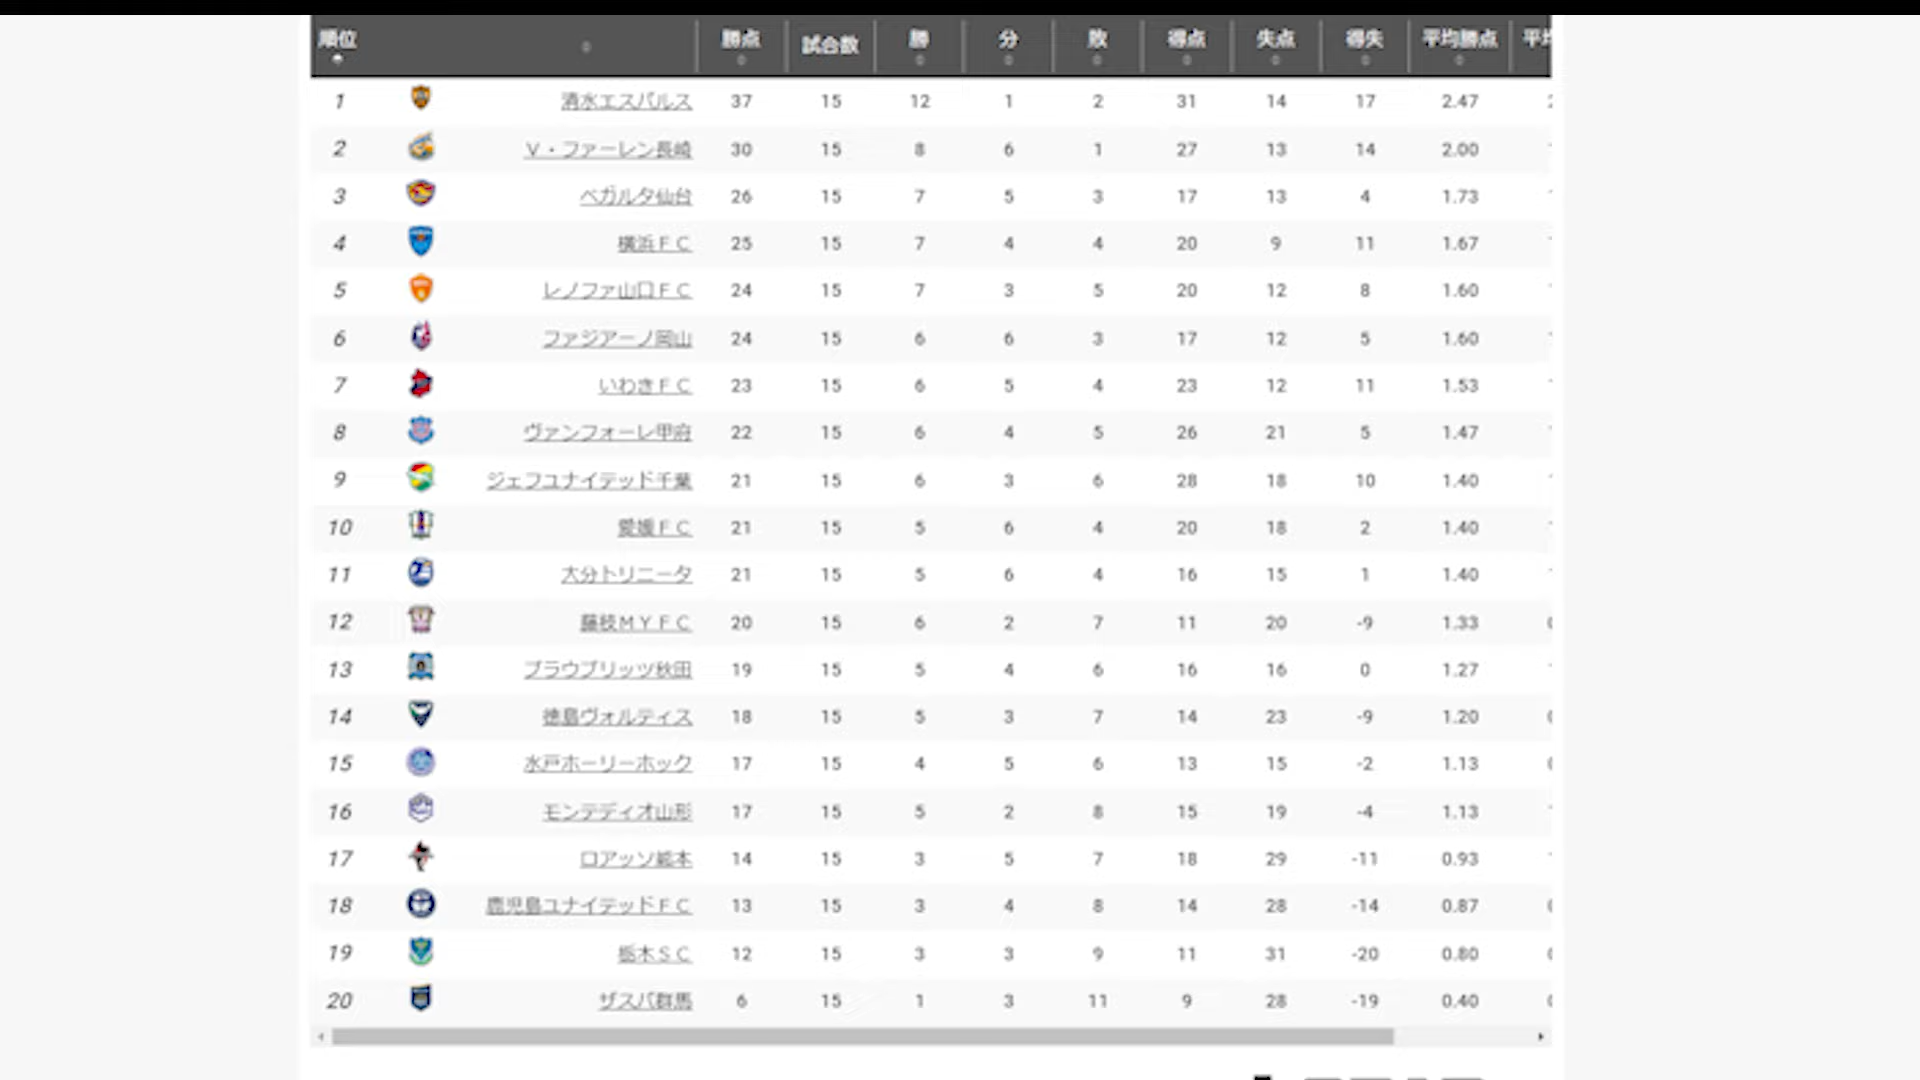 順位 勝点 試合数 勝 分 敗 得点 失点 得失 平均勝点
1 清水エスパルス 37 15 12 1 2 31 14 17 2.47
2 V・ファーレン長崎 30 15 8 6 1 27 13 14 2.00
3 ベガルタ仙台 26 15 7 5 3 17 13 4 1.73
4 横浜FC 25 15 7 4 4 20 9 11 1.67
5 レノファ山口FC 24 15 7 3 5 20 12 8 1.60
6 ファジアーノ岡山 24 15 6 6 3 17 12 5 1.60
7 いわきFC 23 15 6 5 4 23 12 11 1.53
8 ヴァンフォーレ甲府 22 15 6 4 5 26 21 5 1.47
9 ジェフユナイテッド千葉 21 15 6 3 6 28 18 10 1.40
10 愛媛FC 21 15 5 6 4 20 18 2 1.40
11 大分トリニータ 21 15 5 6 4 16 15 1 1.40
12 藤枝MYFC 20 15 6 2 7 11 20 -9 1.33
13 ブラウブリッツ秋田 19 15 5 4 6 16 16 0 1.27
14 徳島ヴォルティス 18 15 5 3 7 14 23 -9 1.20
15 水戸ホーリーホック 17 15 4 5 6 13 15 -2 1.13
16 モンテディオ山形 17 15 5 2 8 15 19 -4 1.13
17 ロアッソ熊本 14 15 3 5 7 18 29 -11 0.93
18 鹿児島ユナイテッドFC 13 15 3 4 8 14 28 -14 0.87
19 栃木SC 12 15 3 3 9 11 31 -20 0.80
20 ザスパ群馬 6 15 1 3 11 9 28 -19 0.40